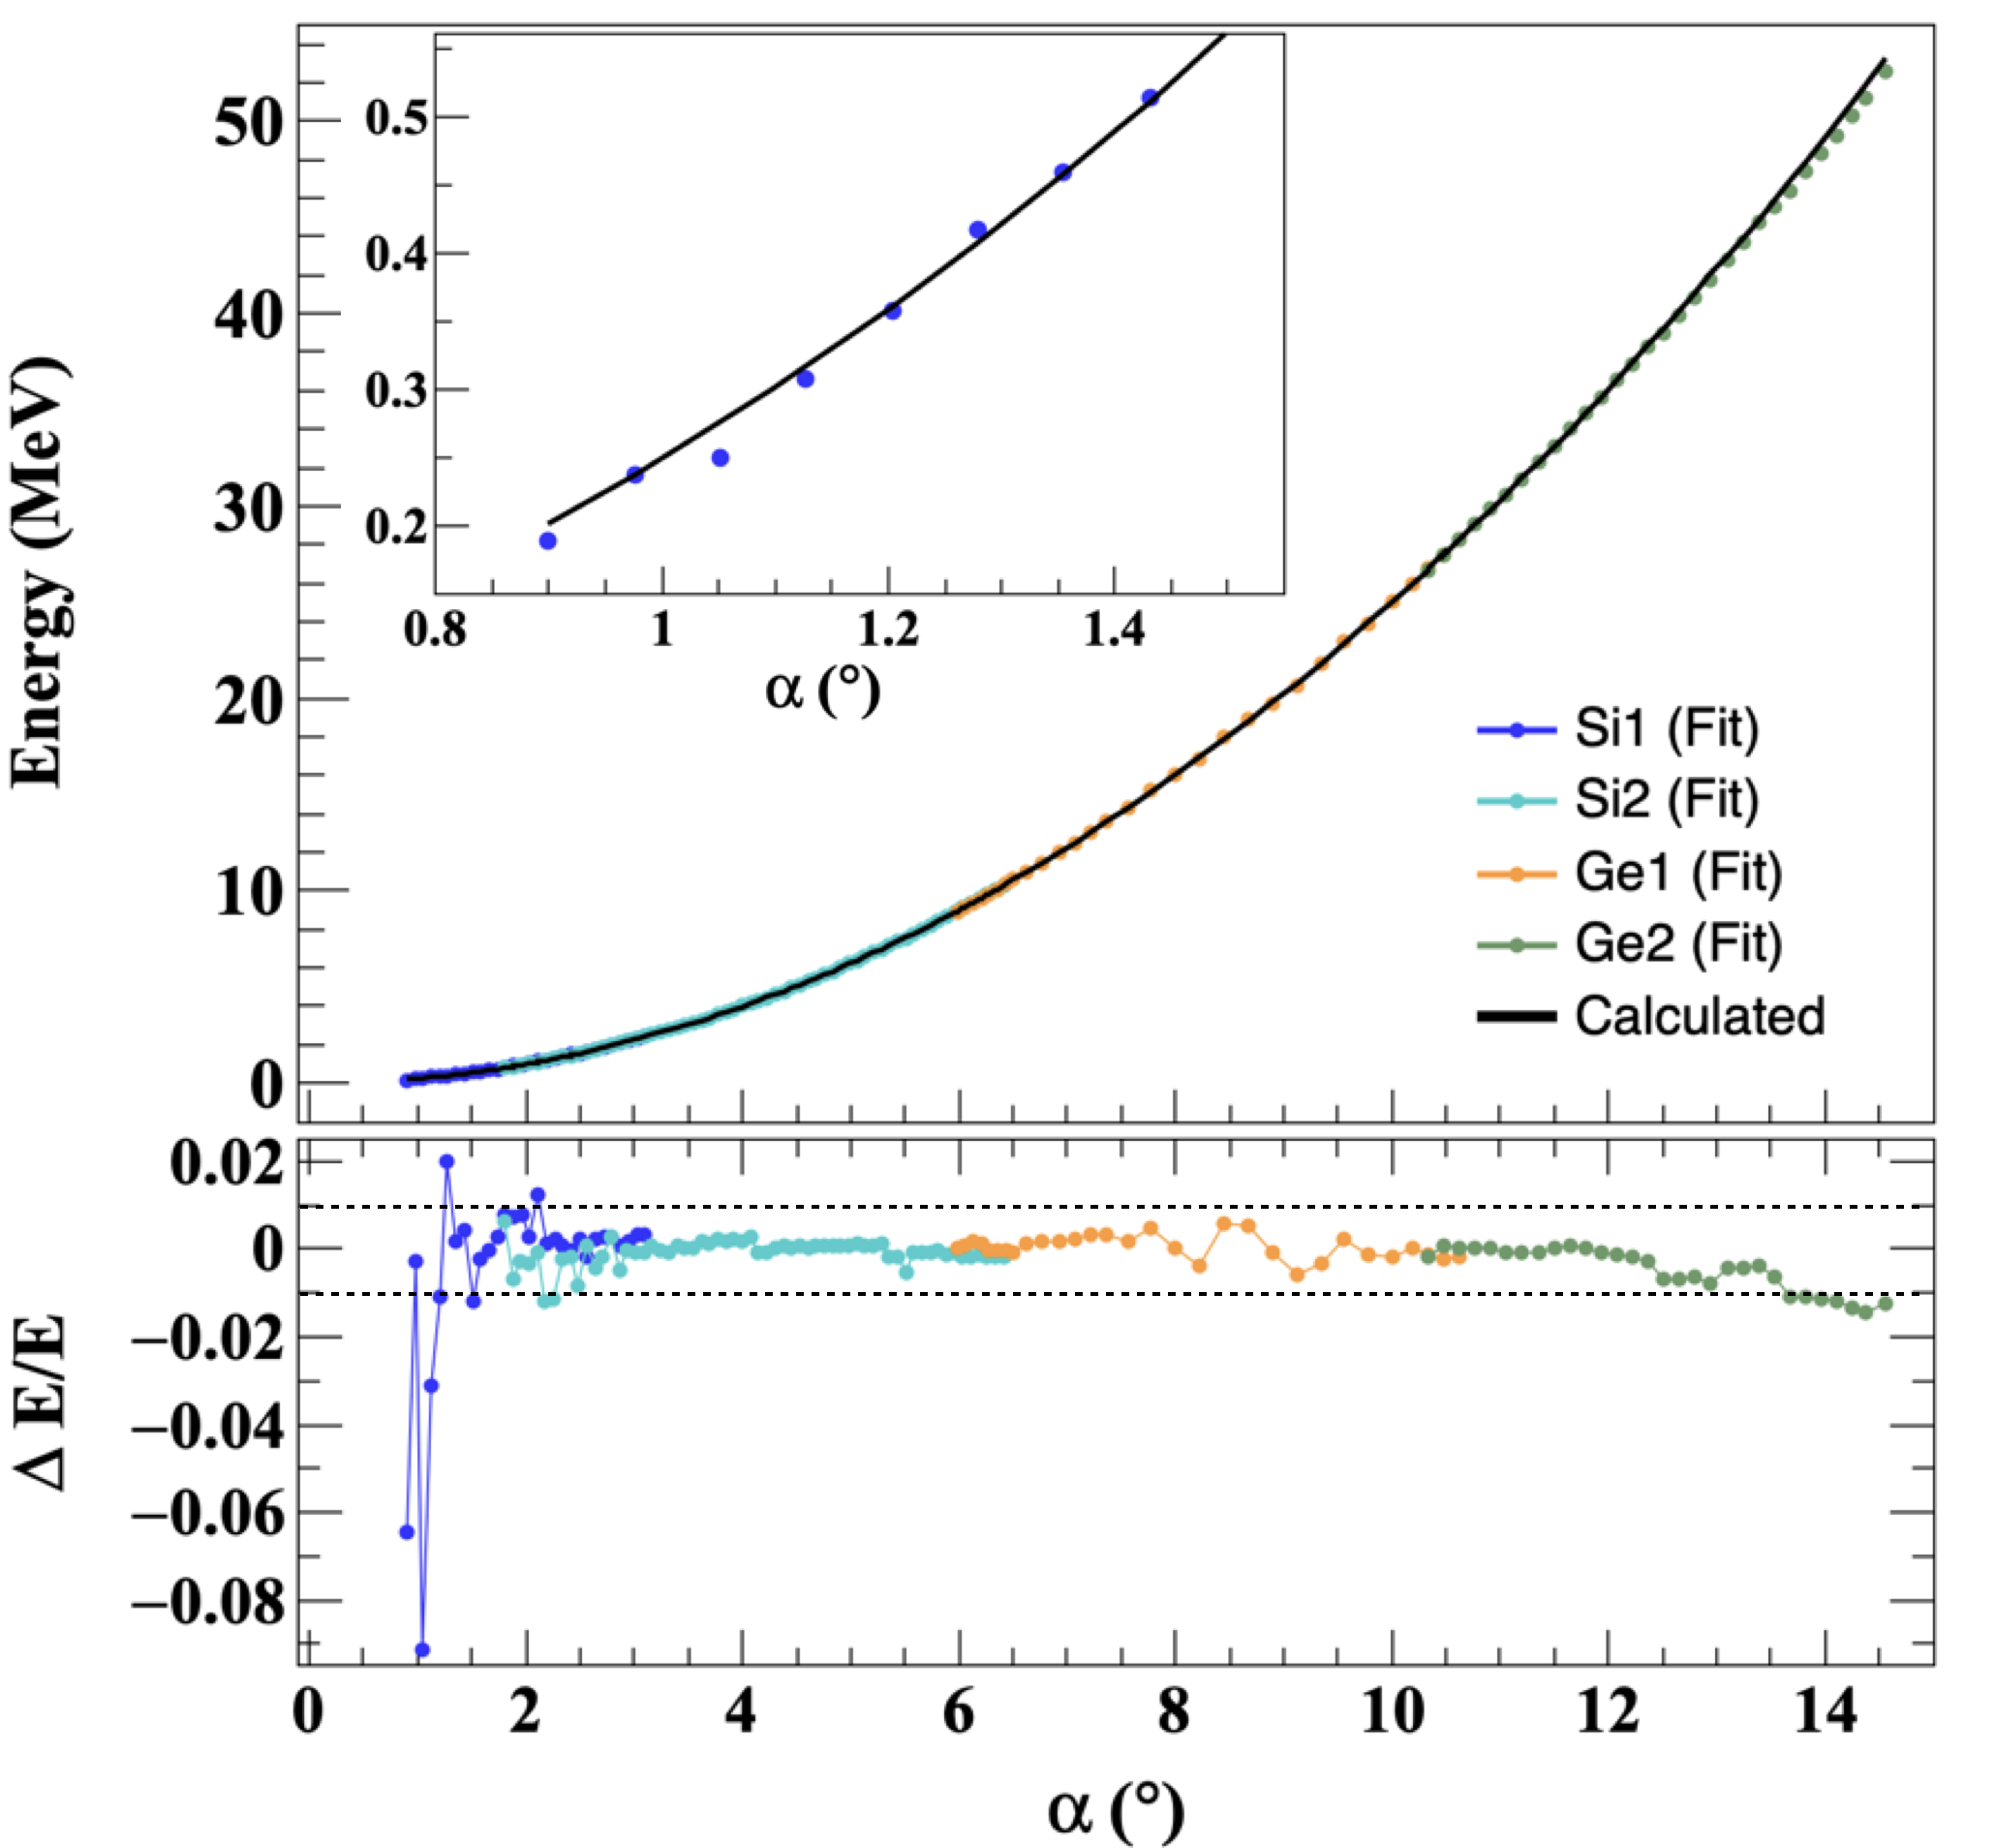 Energy (MeV)
50
40
30
20
10
0
0.5
0.4
0.3
0.2
0.8 1 1.2 1.4
α (°)
Si1 (Fit)
Si2 (Fit)
Ge1 (Fit)
Ge2 (Fit)
Calculated
Δ E/E
0.02
0
−0.02
−0.04
−0.06
−0.08
0 2 4 6 8 10 12 14
α (°)